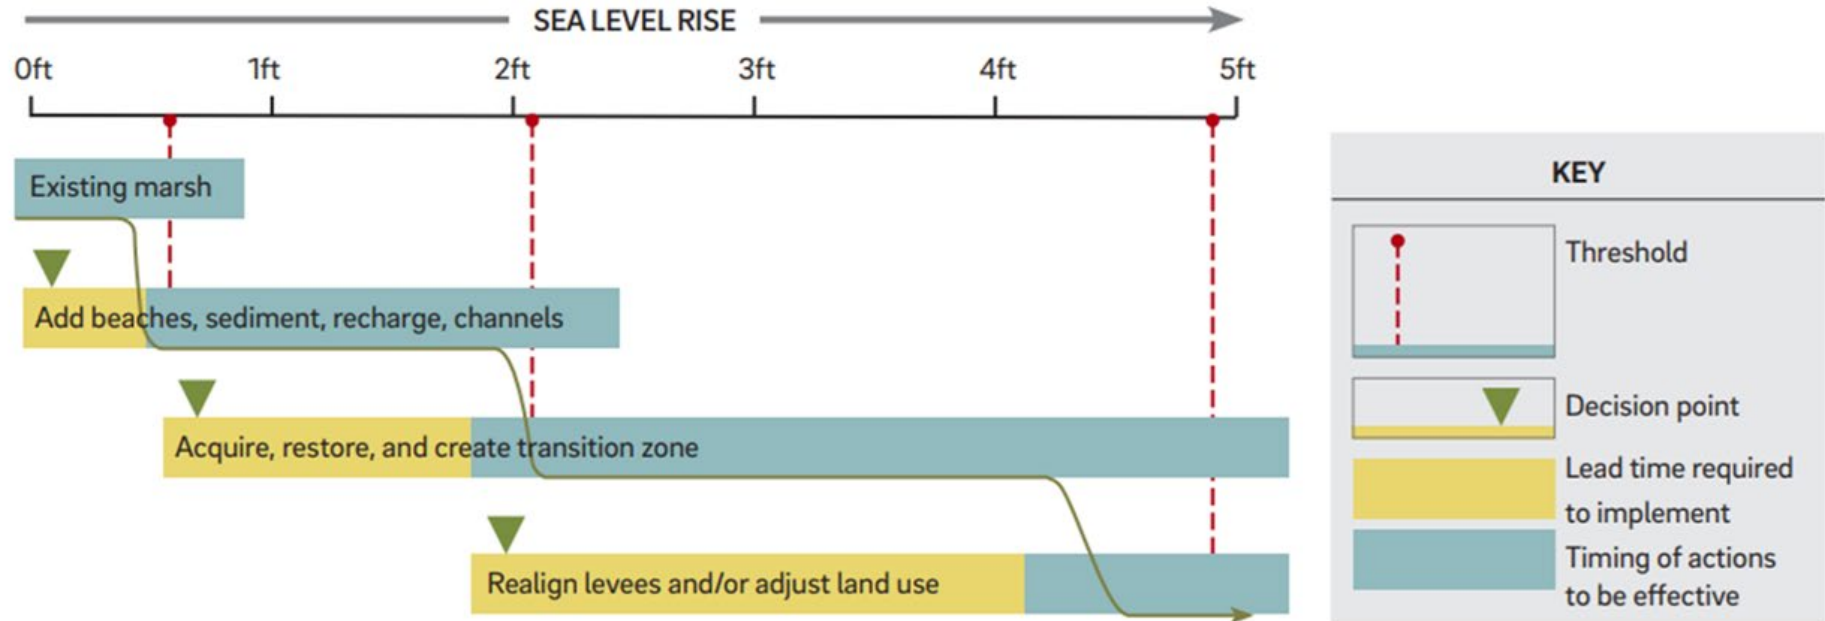 SEA LEVEL RISE
0ft 1ft 2ft 3ft 4ft 5ft
Existing marsh
Add beaches, sediment, recharge, channels
Acquire, restore, and create transition zone
Realign levees and/or adjust land use
KEY
Threshold
Decision point
Lead time required
to implement
Timing of actions
to be effective